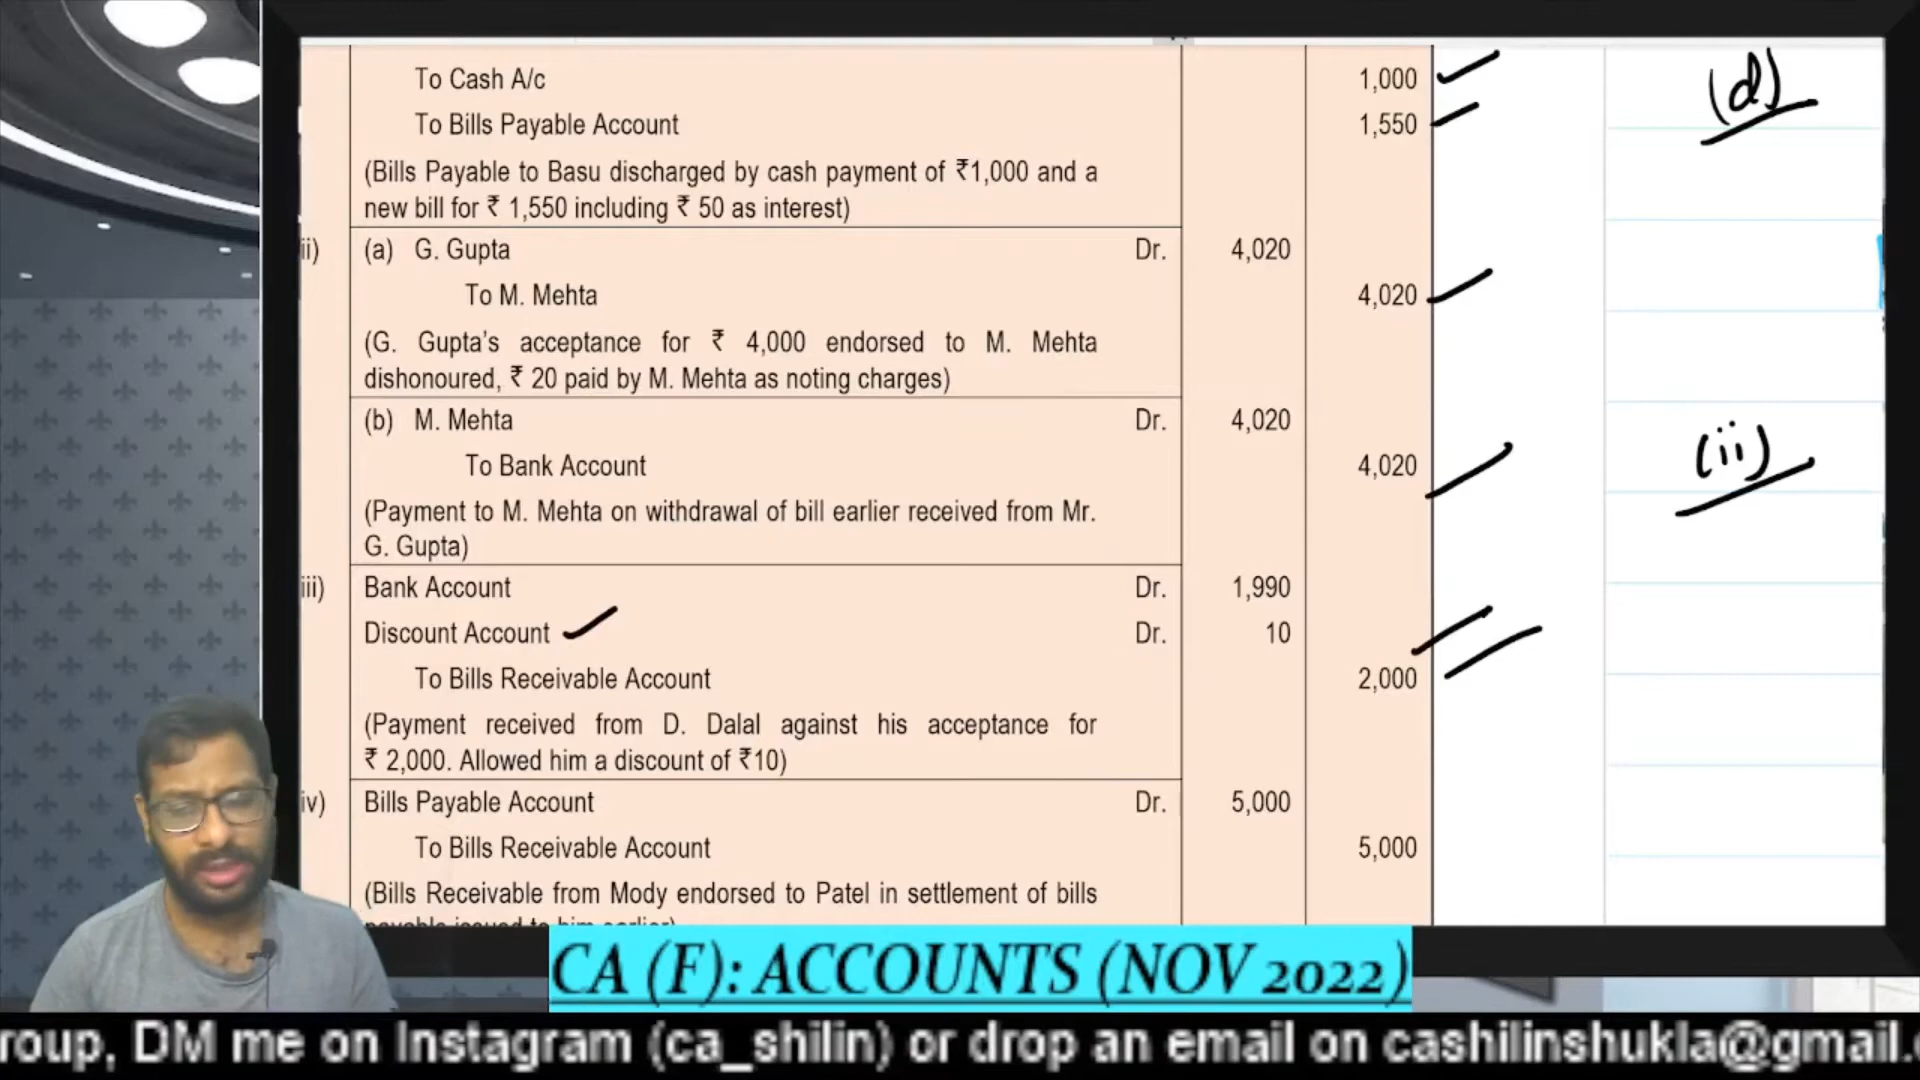 To Cash A/c 1,000 (d)
To Bills Payable Account 1,550
(Bills Payable to Basu discharged by cash payment of ₹1,000 and a
new bill for ₹ 1,550 including ₹ 50 as interest)
ii) (a) G. Gupta Dr. 4,020
To M. Mehta 4,020
(G. Gupta's acceptance for ₹ 4,000 endorsed to M. Mehta
dishonoured, ₹ 20 paid by M. Mehta as noting charges)
(b) M. Mehta Dr. 4,020
To Bank Account 4,020 (ii)
(Payment to M. Mehta on withdrawal of bill earlier received from Mr.
G. Gupta)
iii) Bank Account Dr. 1,990
Discount Account Dr. 10
To Bills Receivable Account 2,000
(Payment received from D. Dalal against his acceptance for
₹ 2,000. Allowed him a discount of ₹10)
iv) Bills Payable Account Dr. 5,000
To Bills Receivable Account 5,000
(Bills Receivable from Mody endorsed to Patel in settlement of bills
CA (F): ACCOUNTS (NOV 2022)
roup, DM me on Instagram (ca_shilin) or drop an email on cashilinshukla@gmail.